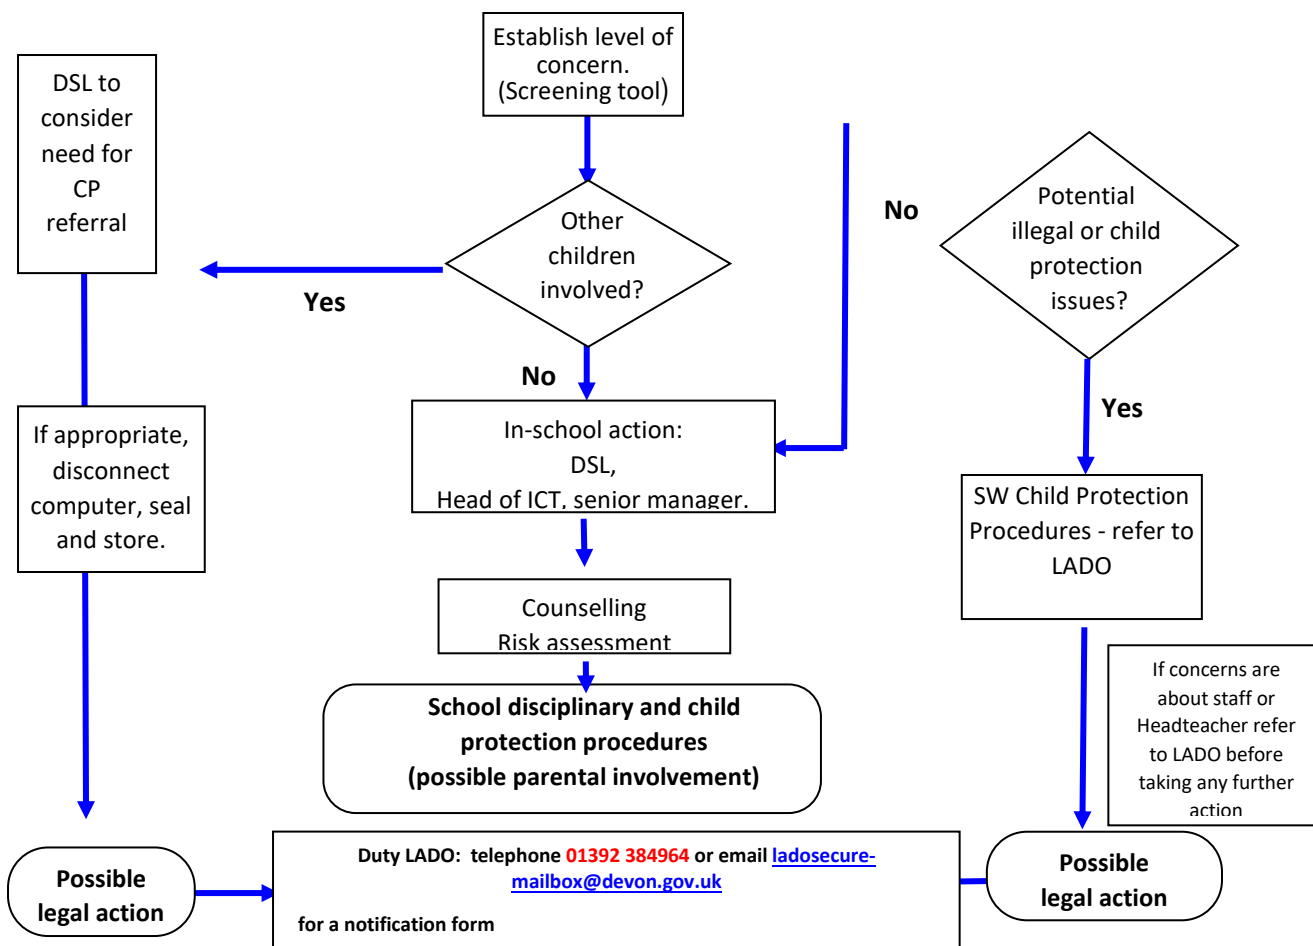 Establish level of
concern.
(Screening tool)
DSL to
consider
need for
CP
referral
Other
children
involved?
Potential
illegal or child
protection
issues?
No
Yes
No
Yes
If appropriate,
disconnect
computer, seal
and store.
In-school action:
DSL,
Head of ICT, senior manager.
SW Child Protection
Procedures - refer to
LADO
Counselling
Risk assessment
If concerns are
about staff or
Headteacher refer
to LADO before
taking any further
action
School disciplinary and child
protection procedures
(possible parental involvement)
Possible
legal action
Duty LADO: telephone 01392 384964 or email ladosecure-
mailbox@devon.gov.uk
for a notification form
Possible
legal action